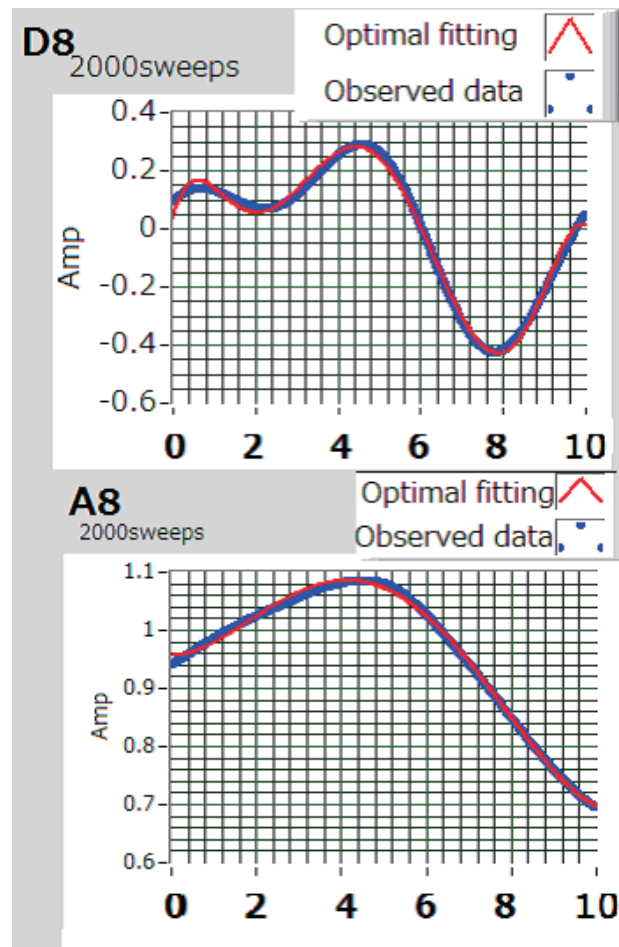 D8
2000sweeps
Optimal fitting
Observed data
0.4
0.2
0
-0.2
-0.4
-0.6
Amp
0 2 4 6 8 10
A8
2000sweeps
Optimal fitting
Observed data
1.1
1
0.9
0.8
0.7
0.6
Amp
0 2 4 6 8 10